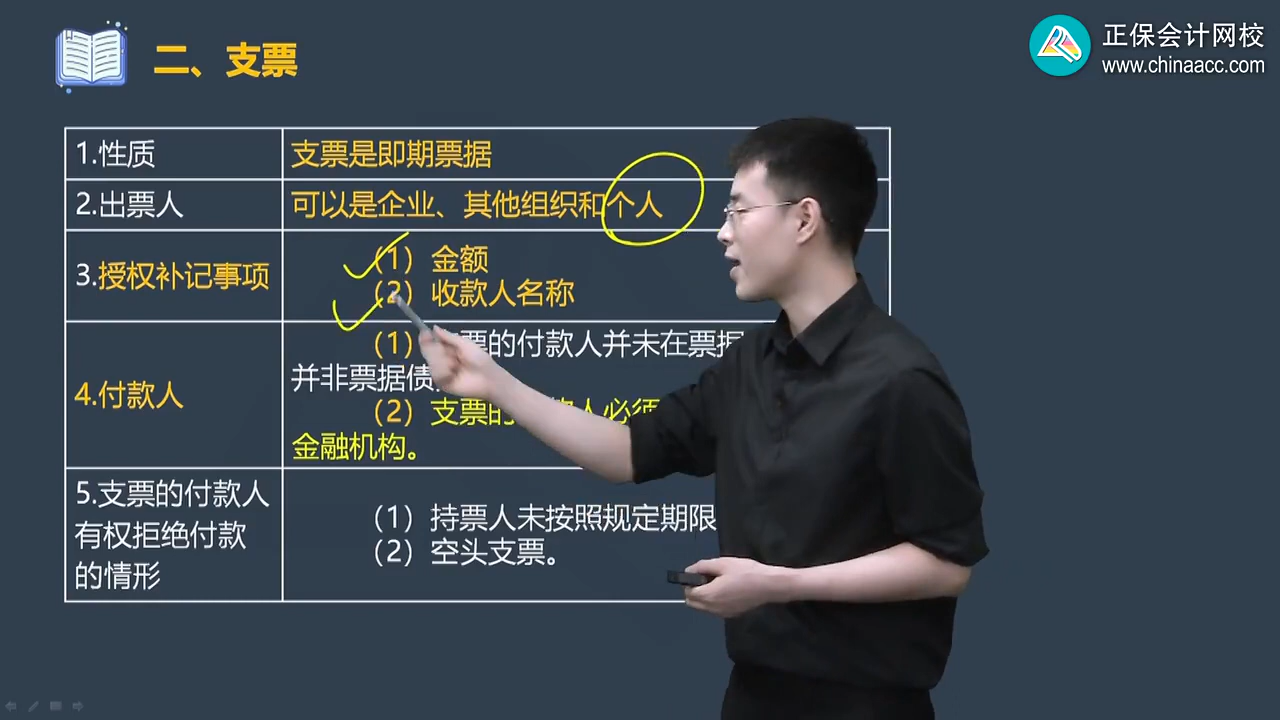 二、支票
正保会计网校
www.chinaacc.com
1.性质
支票是即期票据
2.出票人
可以是企业、其他组织和个人
3.授权补记事项
（1）金额
（2）收款人名称
4.付款人
（1）票的付款人并未在票据
并非票据债
（2）支票的人必须
金融机构。
5.支票的付款人
有权拒绝付款
的情形
（1）持票人未按照规定期限
（2）空头支票。